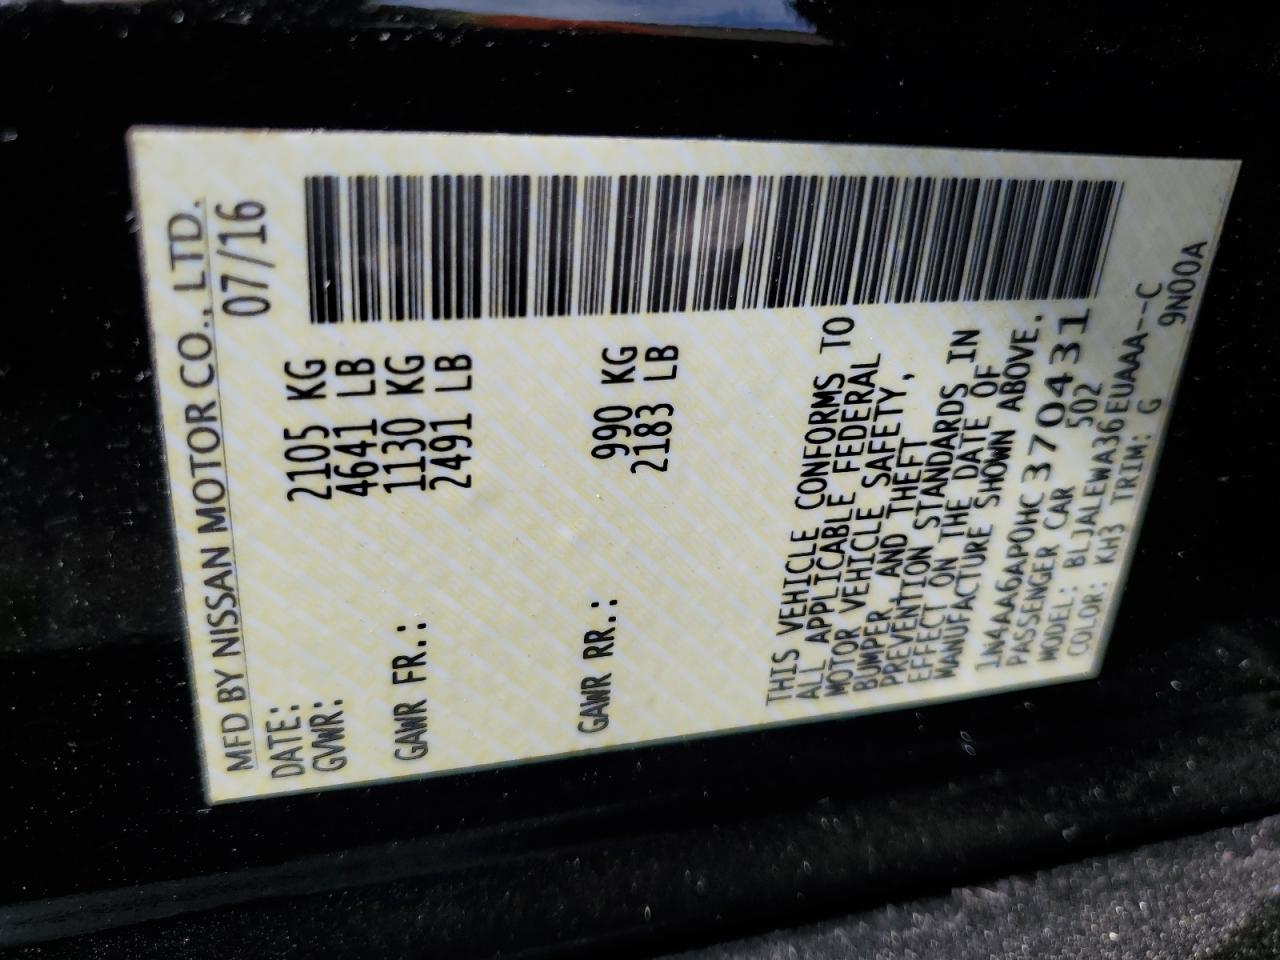 MFD BY NISSAN MOTOR CO., LTD.
DATE: 07/16
GVWR: 2105 KG
4641 LB
GAWR FR.: 1130 KG
2491 LB
GAWR RR.: 990 KG
2183 LB
THIS VEHICLE CONFORMS TO
ALL APPLICABLE FEDERAL
MOTOR VEHICLE SAFETY,
BUMPER, AND THEFT
PREVENTION STANDARDS IN
EFFECT ON THE DATE OF
MANUFACTURE SHOWN ABOVE.
1N4AA6AP0HC370431
PASSENGER CAR 502
MODEL: BLJALEWA36EUAAA--C
COLOR: KH3 TRIM: G 9N00A